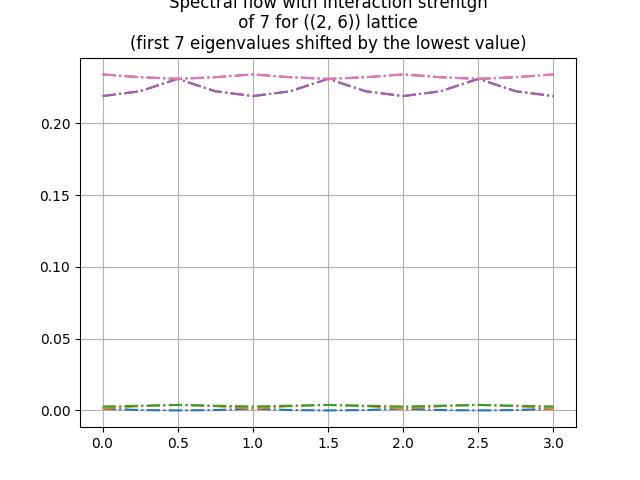 Spectral flow with interaction strentgh
of 7 for ((2, 6)) lattice
(first 7 eigenvalues shifted by the lowest value)
0.20
0.15
0.10
0.05
0.00
0.0 0.5 1.0 1.5 2.0 2.5 3.0